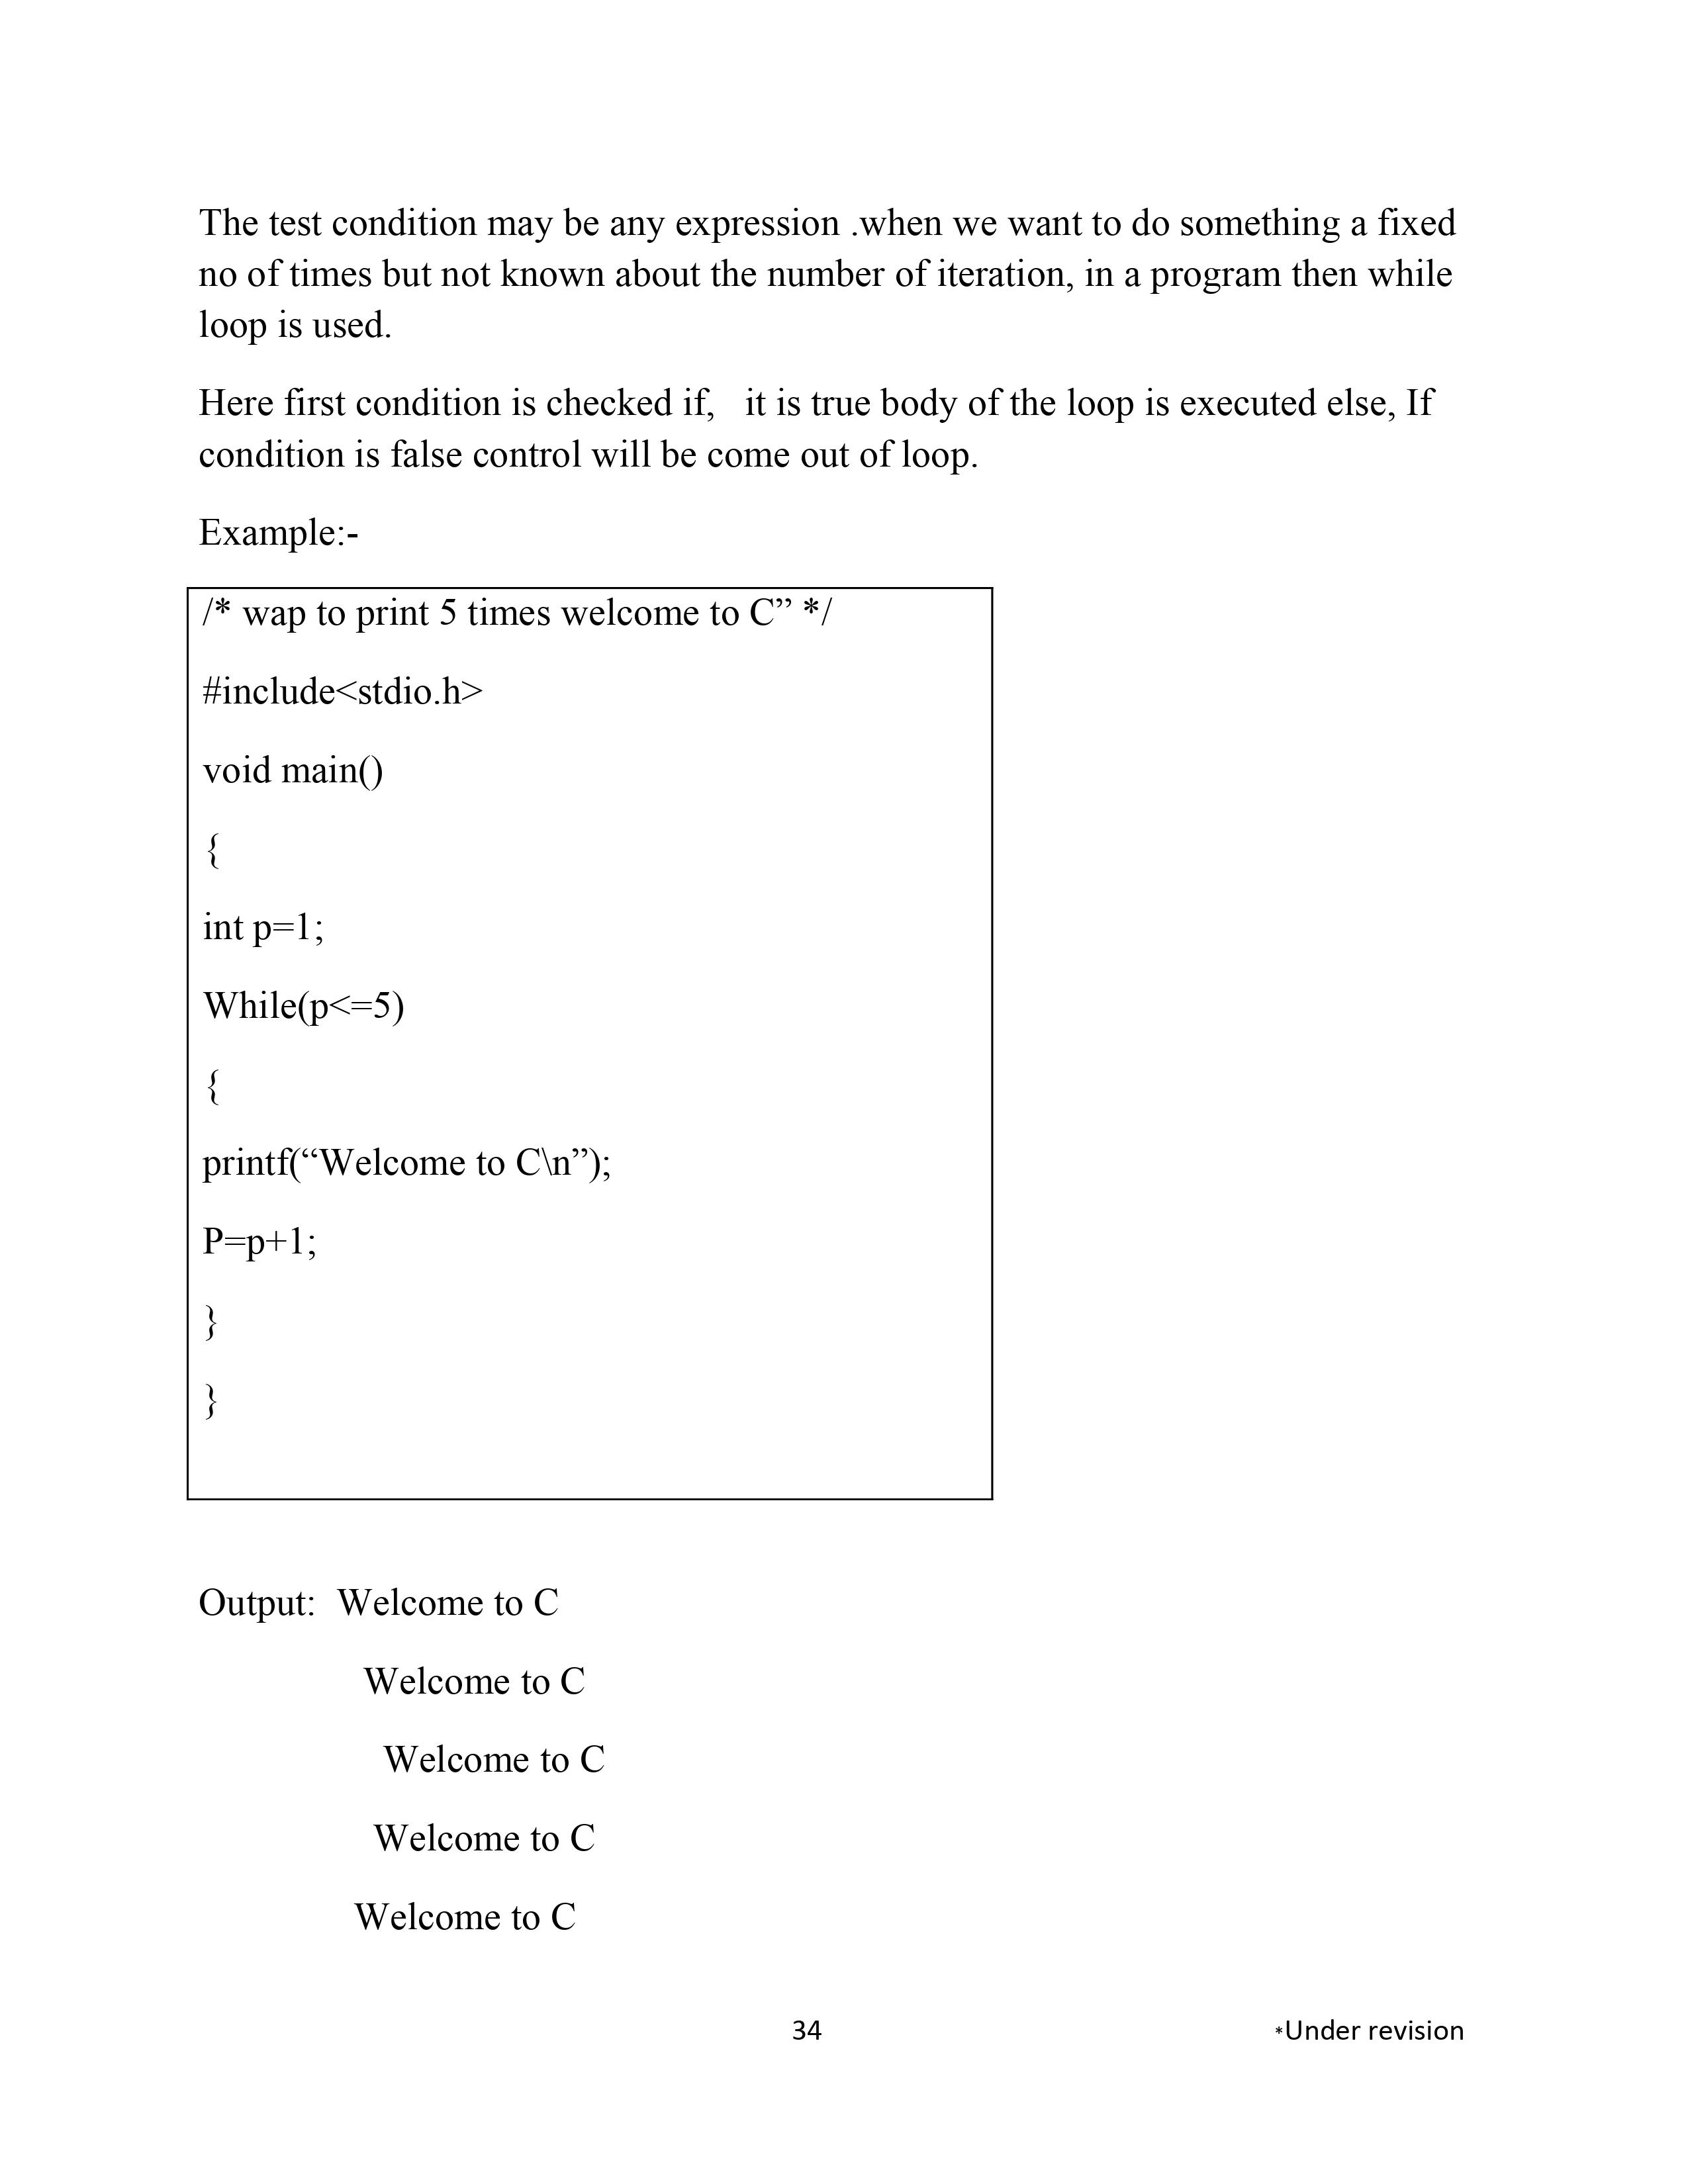 The test condition may be any expression .when we want to do something a fixed
no of times but not known about the number of iteration, in a program then while
loop is used.
Here first condition is checked if,   it is true body of the loop is executed else, If
condition is false control will be come out of loop.
Example:-
/* wap to print 5 times welcome to C” */
#include<stdio.h>
void main()
{
int p=1;
While(p<=5)
{
printf(“Welcome to C\n”);
P=p+1;
}
}
Output:  Welcome to C
Welcome to C
Welcome to C
Welcome to C
Welcome to C
34 *Under revision